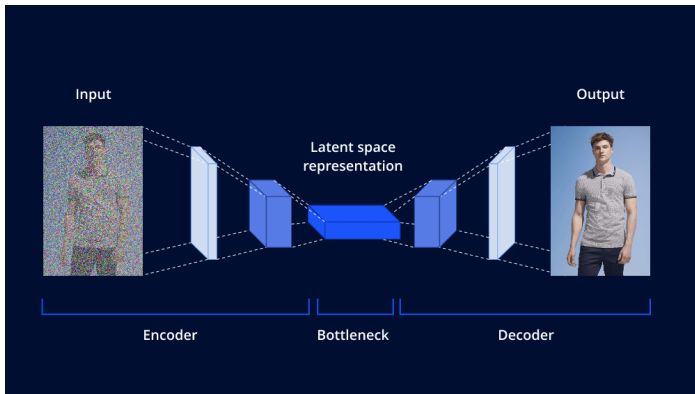 Input
Output
Latent space
representation
Encoder
Bottleneck
Decoder